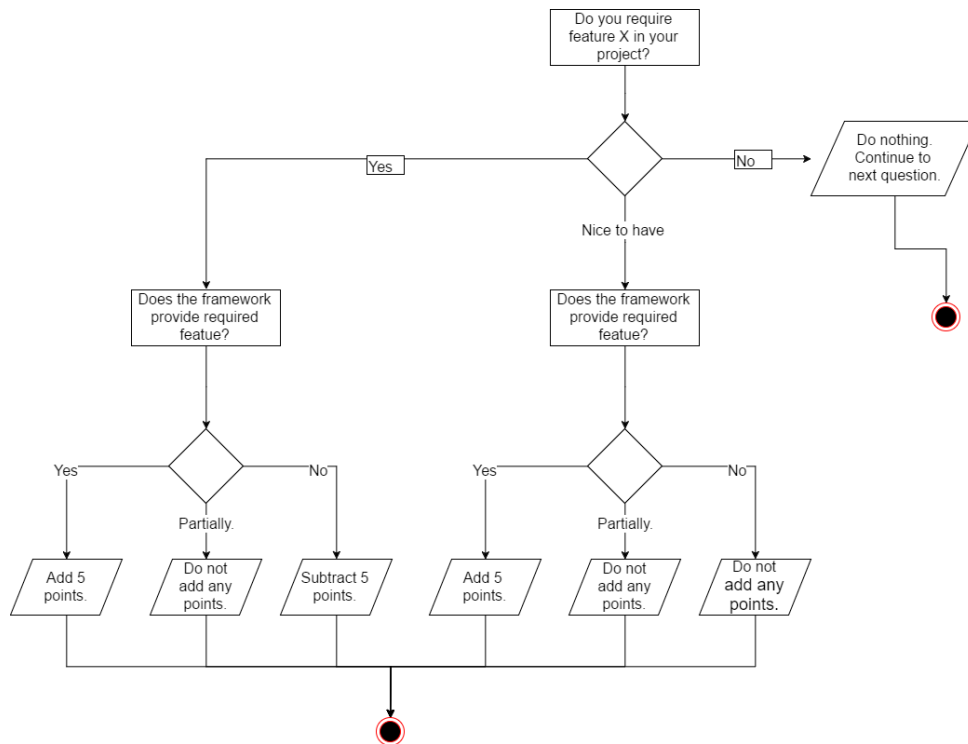 Do you require
feature X in your
project?
Yes
No
Do nothing.
Continue to
next question.
Nice to have
Does the framework
provide required
featue?
Does the framework
provide required
featue?
Yes
No
Partially.
Yes
No
Partially.
Add 5
points.
Do not
add any
points.
Subtract 5
points.
Add 5
points.
Do not
add any
points.
Do not
add any
points.